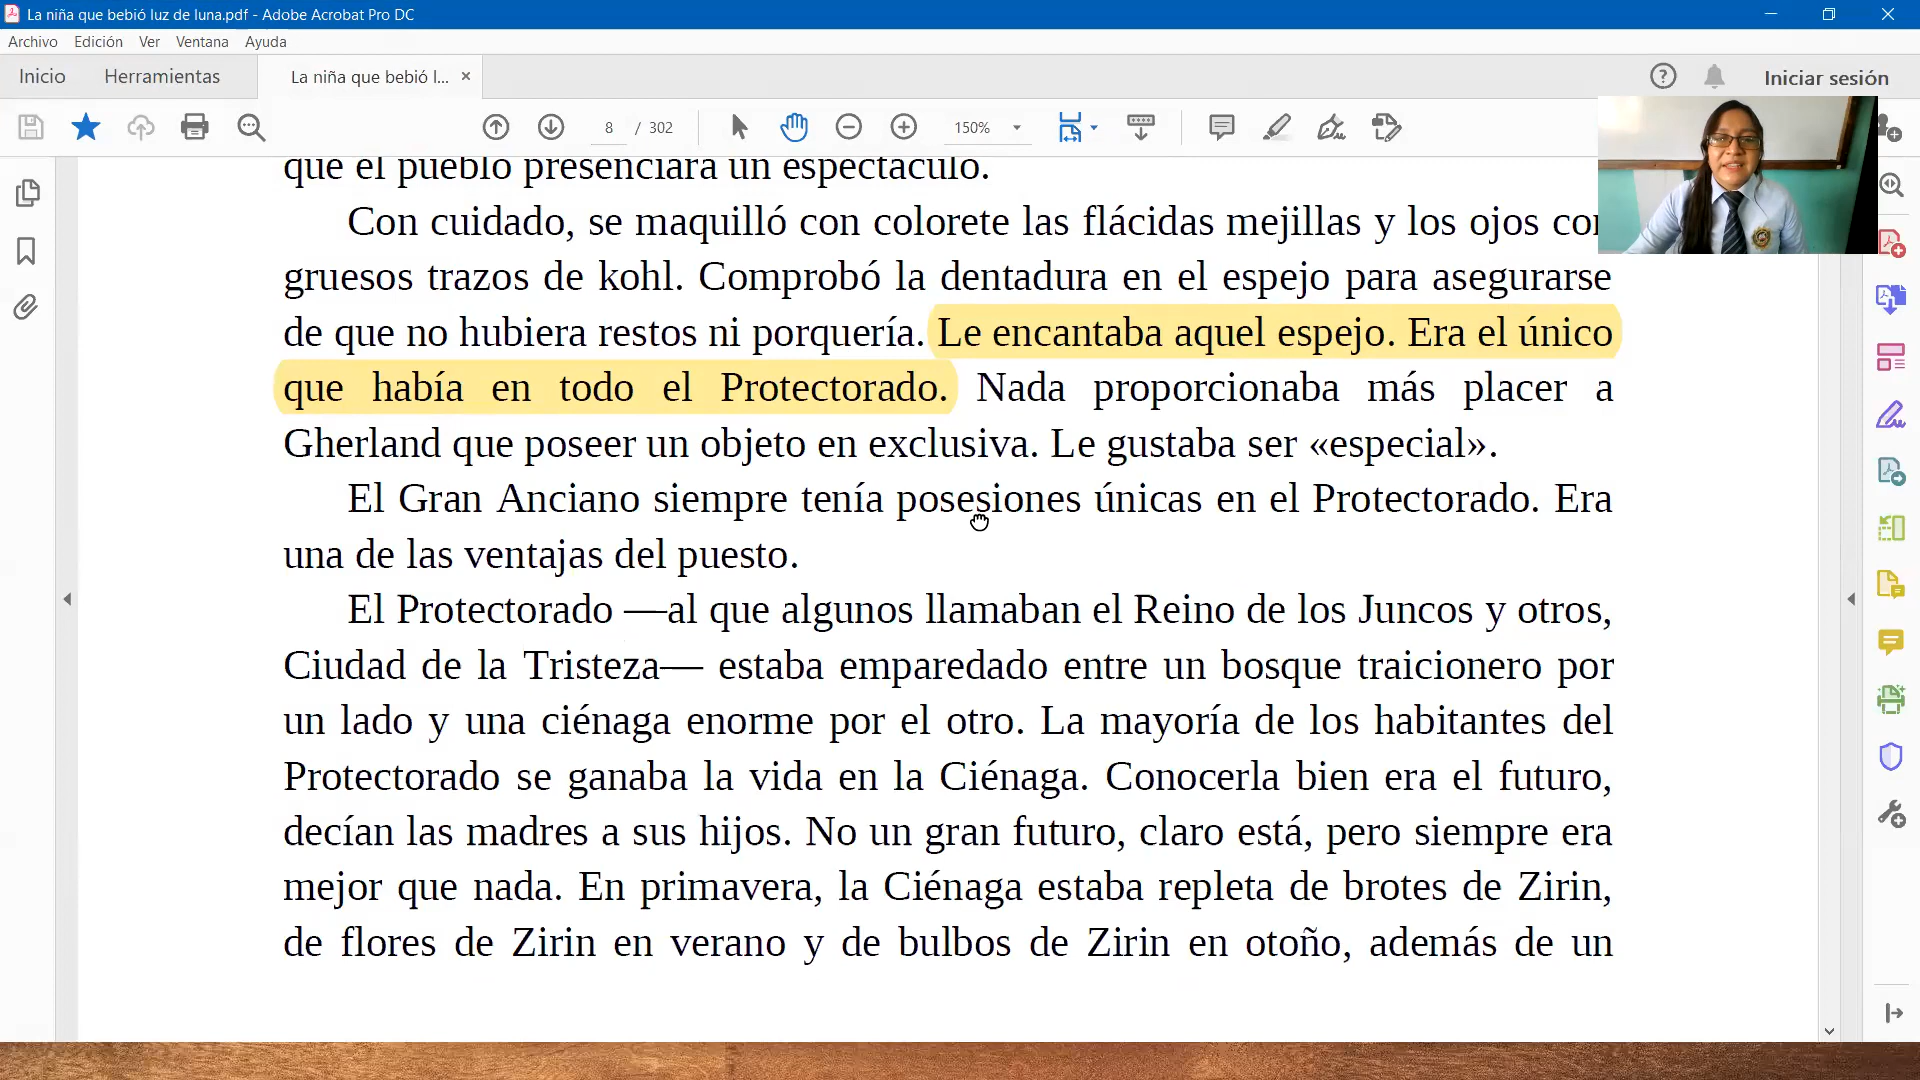 La niña que bebió luz de luna.pdf - Adobe Acrobat Pro DC
Archivo Edición Ver Ventana Ayuda
Inicio Herramientas La niña que bebió l... Iniciar sesión
8 / 302 150%
que el pueblo presenciara un espectáculo.
Con cuidado, se maquilló con colorete las flácidas mejillas y los ojos con
gruesos trazos de kohl. Comprobó la dentadura en el espejo para asegurarse
de que no hubiera restos ni porquería. Le encantaba aquel espejo. Era el único
que había en todo el Protectorado. Nada proporcionaba más placer a
Gherland que poseer un objeto en exclusiva. Le gustaba ser «especial».
El Gran Anciano siempre tenía posesiones únicas en el Protectorado. Era
una de las ventajas del puesto.
El Protectorado —al que algunos llamaban el Reino de los Juncos y otros,
Ciudad de la Tristeza— estaba emparedado entre un bosque traicionero por
un lado y una ciénaga enorme por el otro. La mayoría de los habitantes del
Protectorado se ganaba la vida en la Ciénaga. Conocerla bien era el futuro,
decían las madres a sus hijos. No un gran futuro, claro está, pero siempre era
mejor que nada. En primavera, la Ciénaga estaba repleta de brotes de Zirin,
de flores de Zirin en verano y de bulbos de Zirin en otoño, además de un